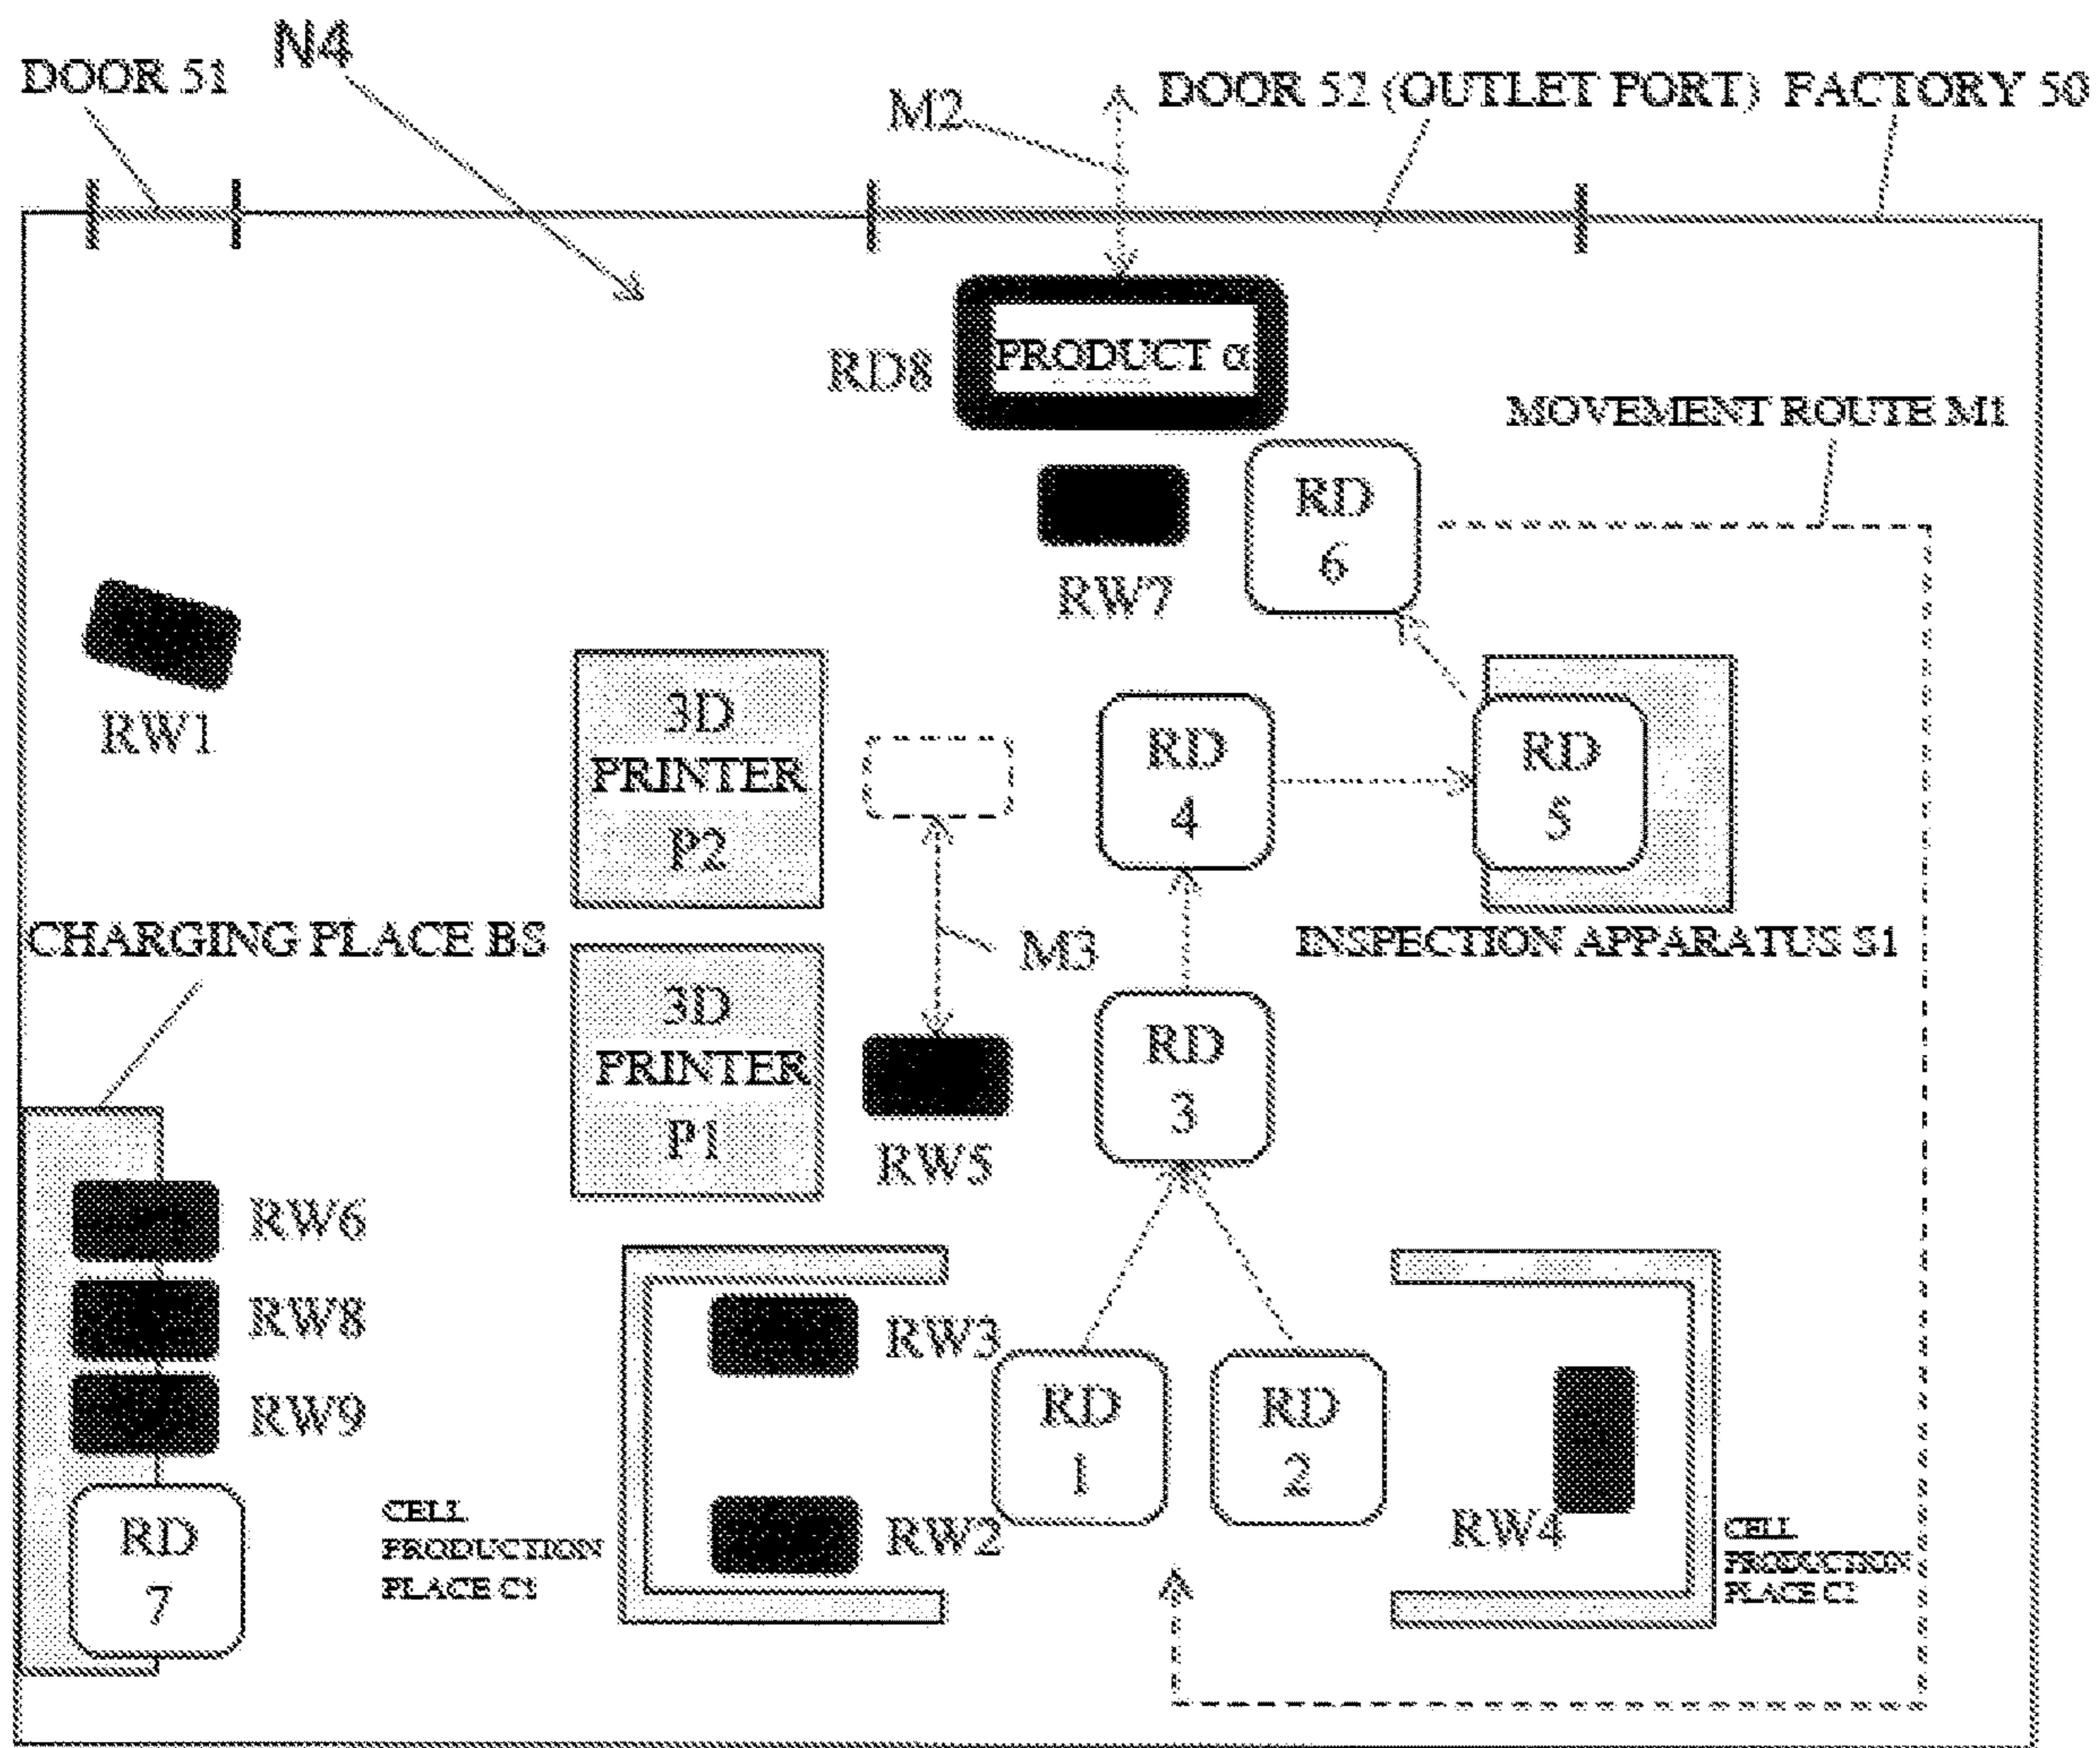 N4
DOOR 51
M2
DOOR 52 (OUTLET PORT) FACTORY 50
PRODUCT α
RD8
MOVEMENT ROUTE M1
RD
6
RW7
RW1
3D
PRINTER
P2
RD
4
RD
5
CHARGING PLACE BS
M3
INSPECTION APPARATUS S1
3D
PRINTER
P1
RD
3
RW5
RW6
RW8
RW3
RW9
RD
1
RD
2
RW2
RW4
CELL
PRODUCTION
PLACE C1
CELL
PRODUCTION
PLACE C2
RD
7